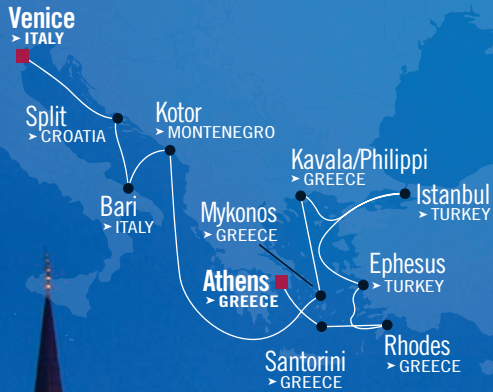 Venice
➤ ITALY
Split
➤ CROATIA
Kotor
➤ MONTENEGRO
Bari
➤ ITALY
Kavala/Philippi
➤ GREECE
Istanbul
➤ TURKEY
Mykonos
➤ GREECE
Athens
➤ GREECE
Ephesus
➤ TURKEY
Santorini
➤ GREECE
Rhodes
➤ GREECE